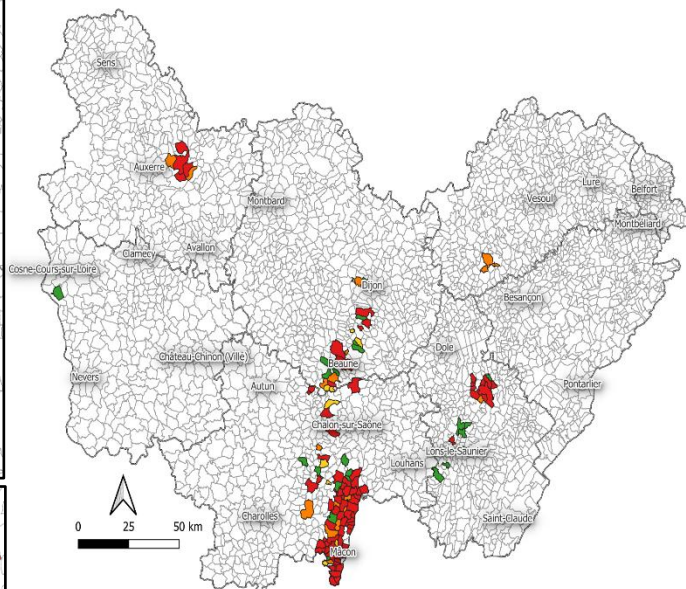 Sens
Auxerre
Montbard
Vesoul
Lure
Belfort
Montbéliard
Clamecy
Avallon
Cosne-Cours-sur-Loire
Dijon
Besançon
Dole
Château-Chinon (Ville)
Beaune
Nevers
Autun
Pontarlier
Chalon-sur-Saône
Lons-le-Saunier
Louhans
Charolles
Saint-Claude
Mâcon
0 25 50 km